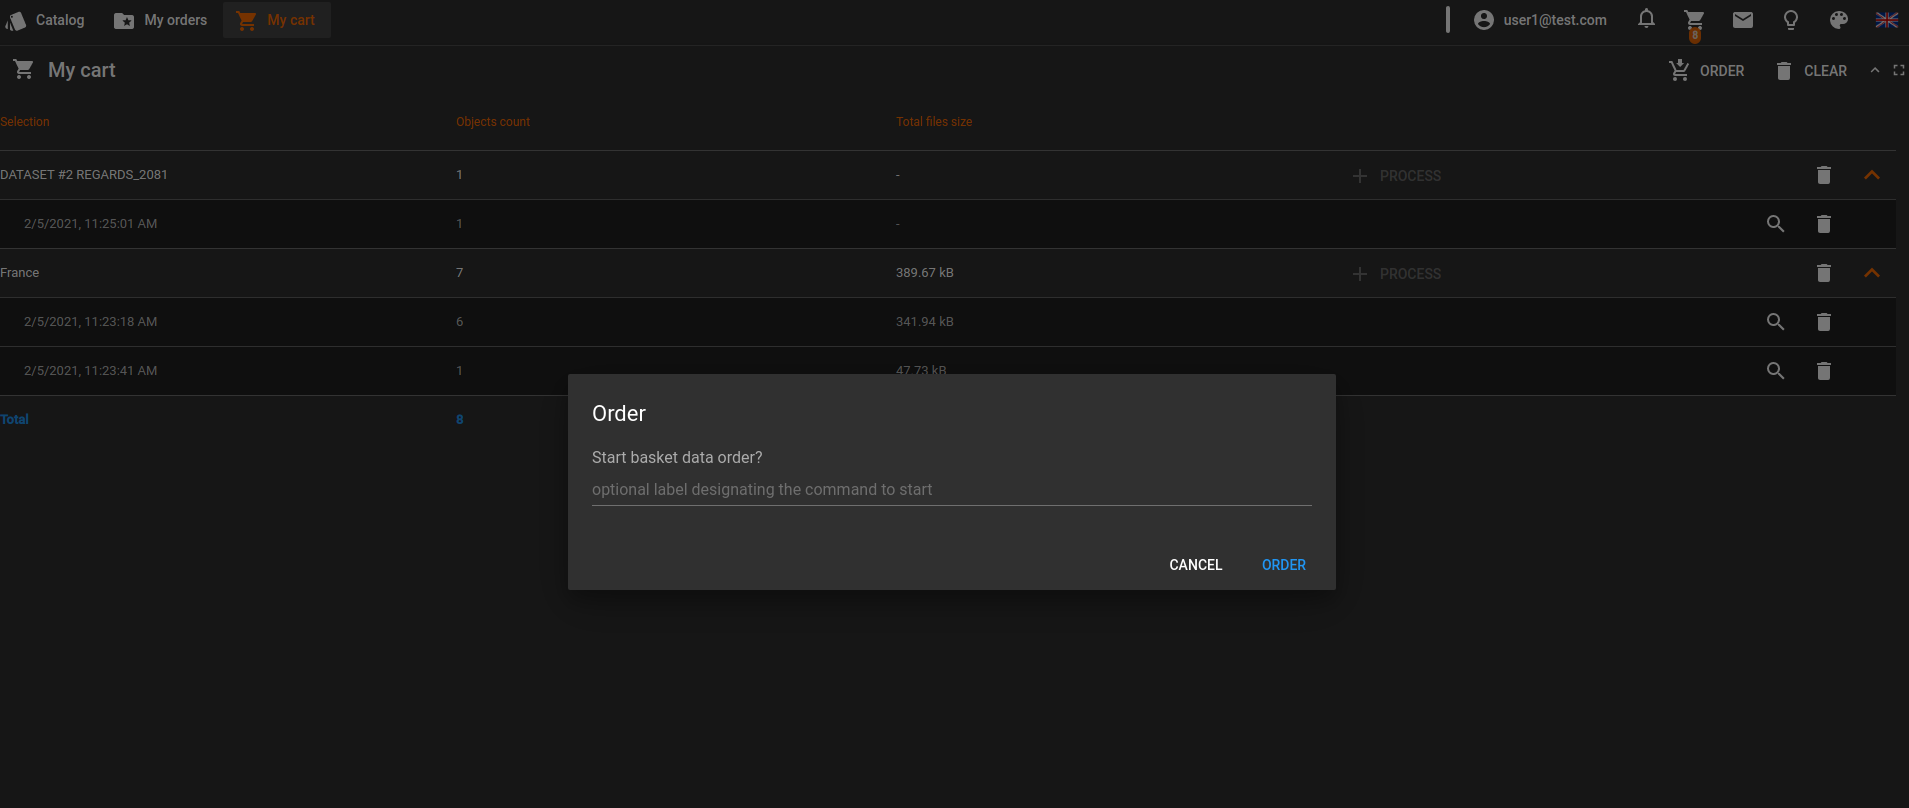 Catalog My orders My cart user1@test.com 8
My cart ORDER CLEAR
Selection Objects count Total files size
DATASET #2 REGARDS_2081 1 - PROCESS
2/5/2021, 11:25:01 AM 1 -
France 7 389.67 kB PROCESS
2/5/2021, 11:23:18 AM 6 341.94 kB
2/5/2021, 11:23:41 AM 1 47.73 kB
Total 8
Order
Start basket data order?
optional label designating the command to start
CANCEL ORDER